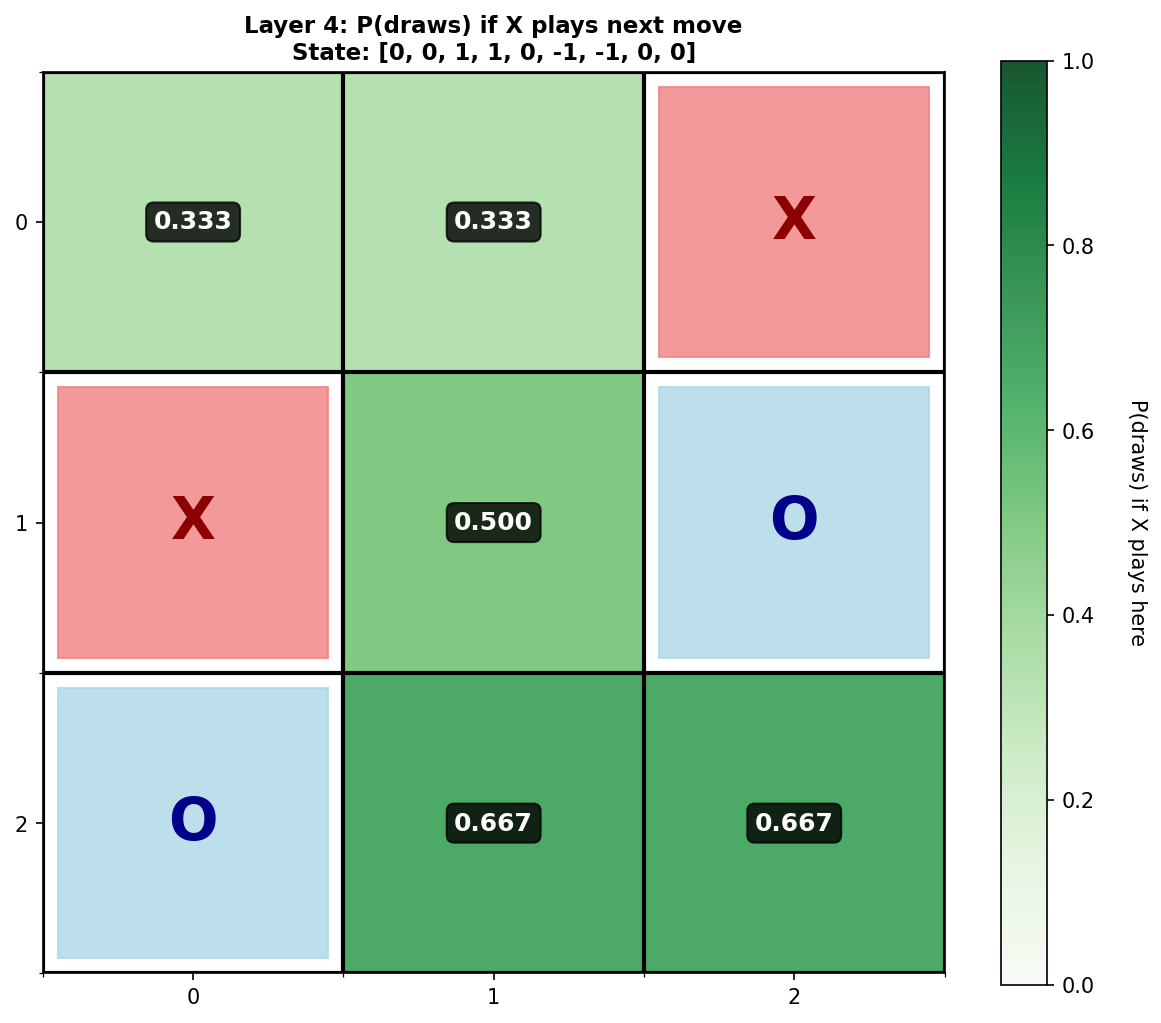 Layer 4: P(draws) if X plays next move
State: [0, 0, 1, 1, 0, -1, -1, 0, 0]
0
0.333
0.333
X
1
X
0.500
O
2
O
0.667
0.667
0
1
2
1.0
0.8
0.6
0.4
0.2
0.0
P(draws) if X plays here